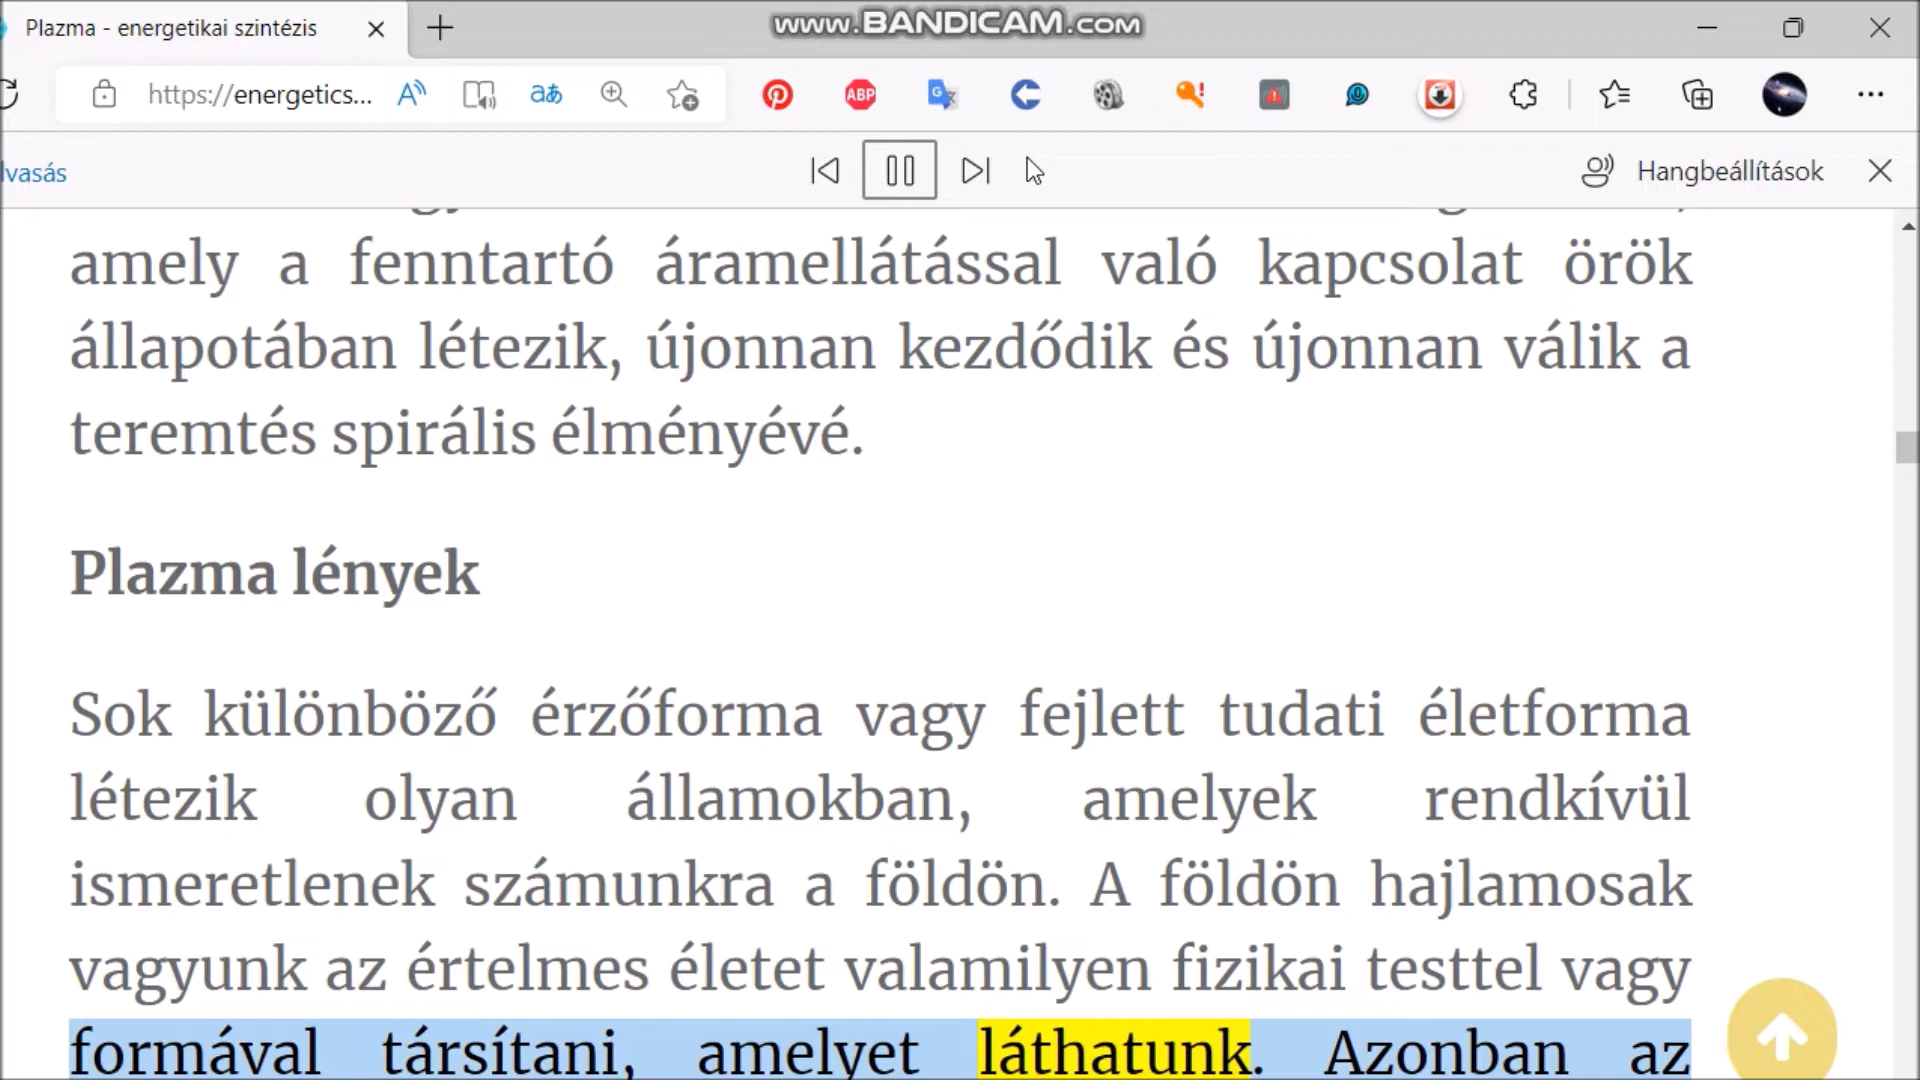 Plazma - energetikai szintézis
www.BANDICAM.com
https://energetics...
aあ
ABP
lvasás
Hangbeállítások
amely a fenntartó áramellátással való kapcsolat örök
állapotában létezik, újonnan kezdődik és újonnan válik a
teremtés spirális élményévé.
Plazma lények
Sok különböző érzőforma vagy fejlett tudati életforma
létezik olyan államokban, amelyek rendkívül
ismeretlenek számunkra a földön. A földön hajlamosak
vagyunk az értelmes életet valamilyen fizikai testtel vagy
formával társítani, amelyet láthatunk. Azonban az